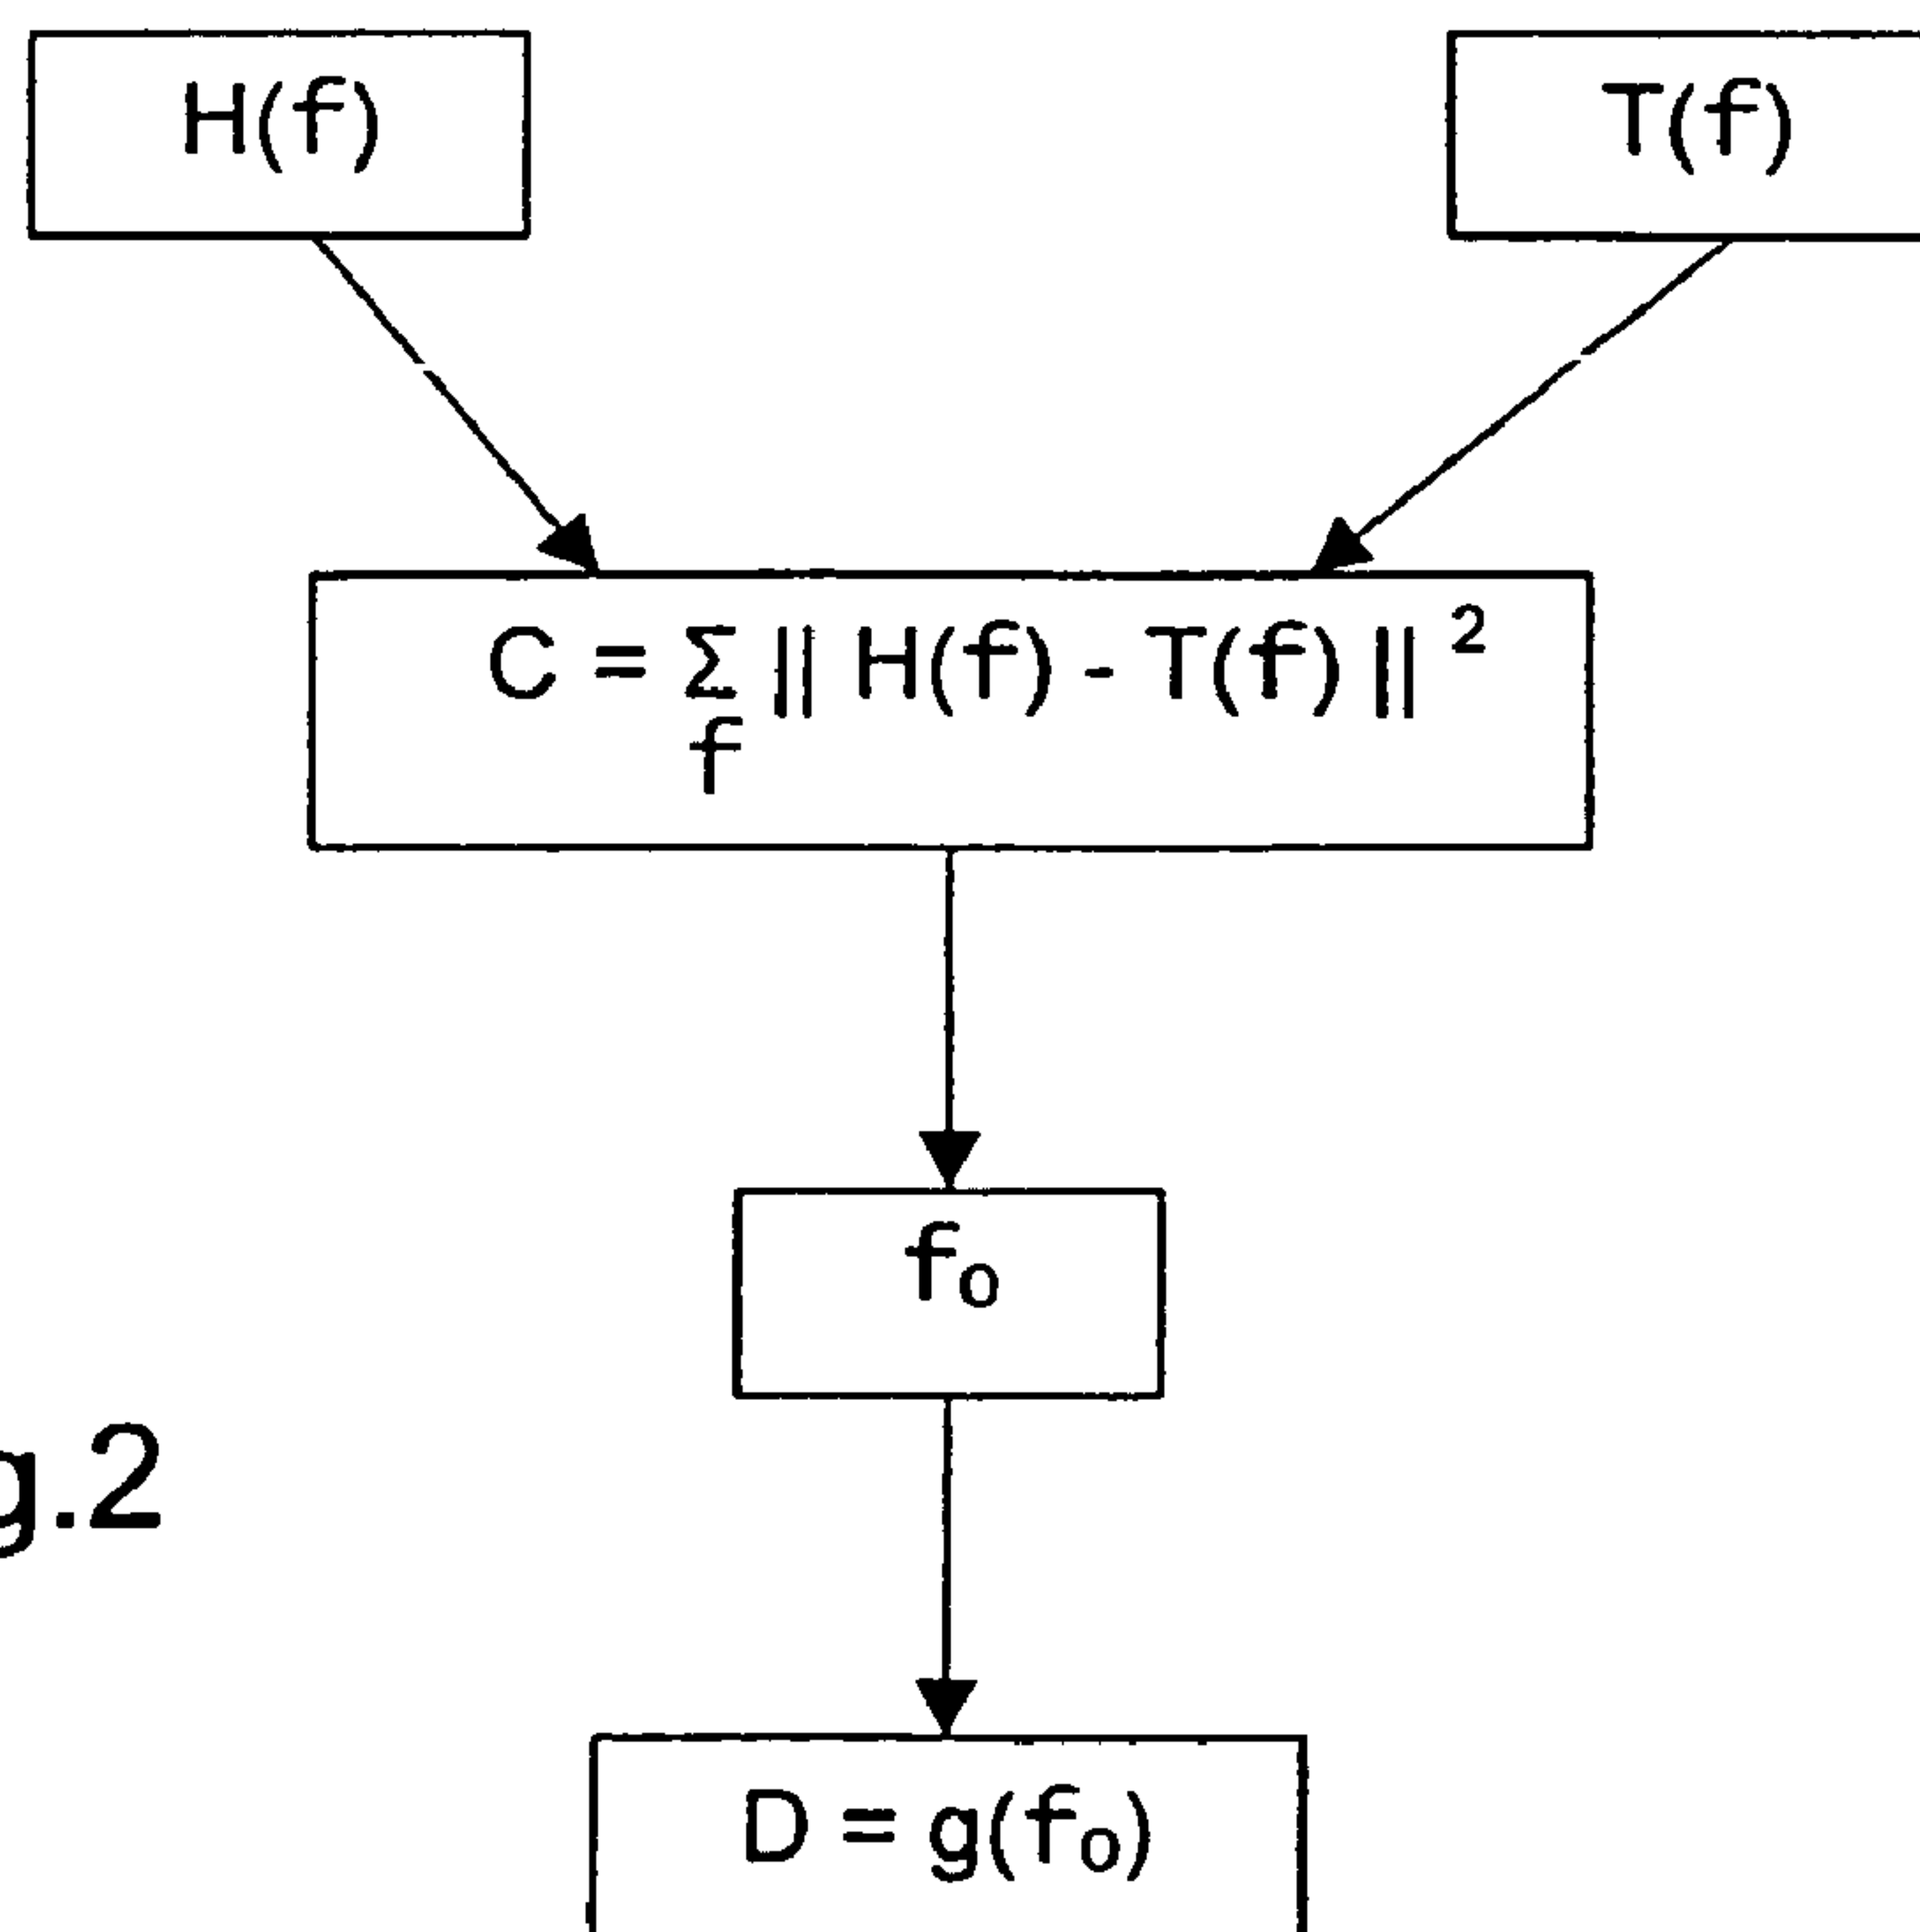 H(f)
T(f)
C = Σ || H(f) - T(f) || ²
f
fo
g.2
D = g(fo)